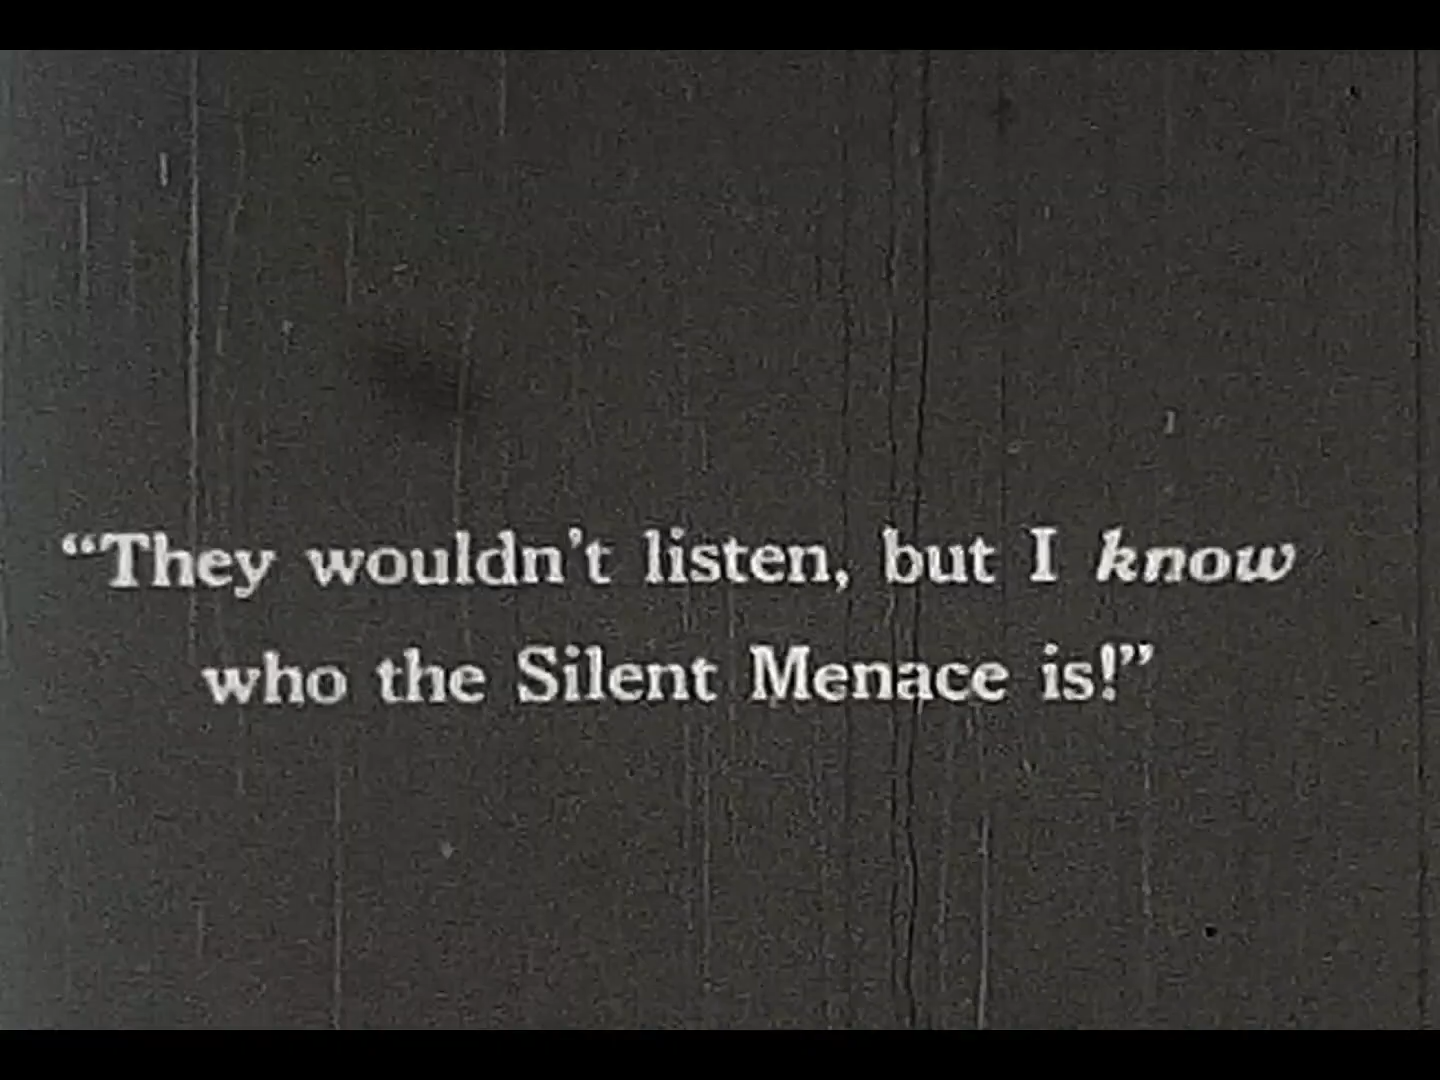 “They wouldn’t listen, but I know
who the Silent Menace is!”